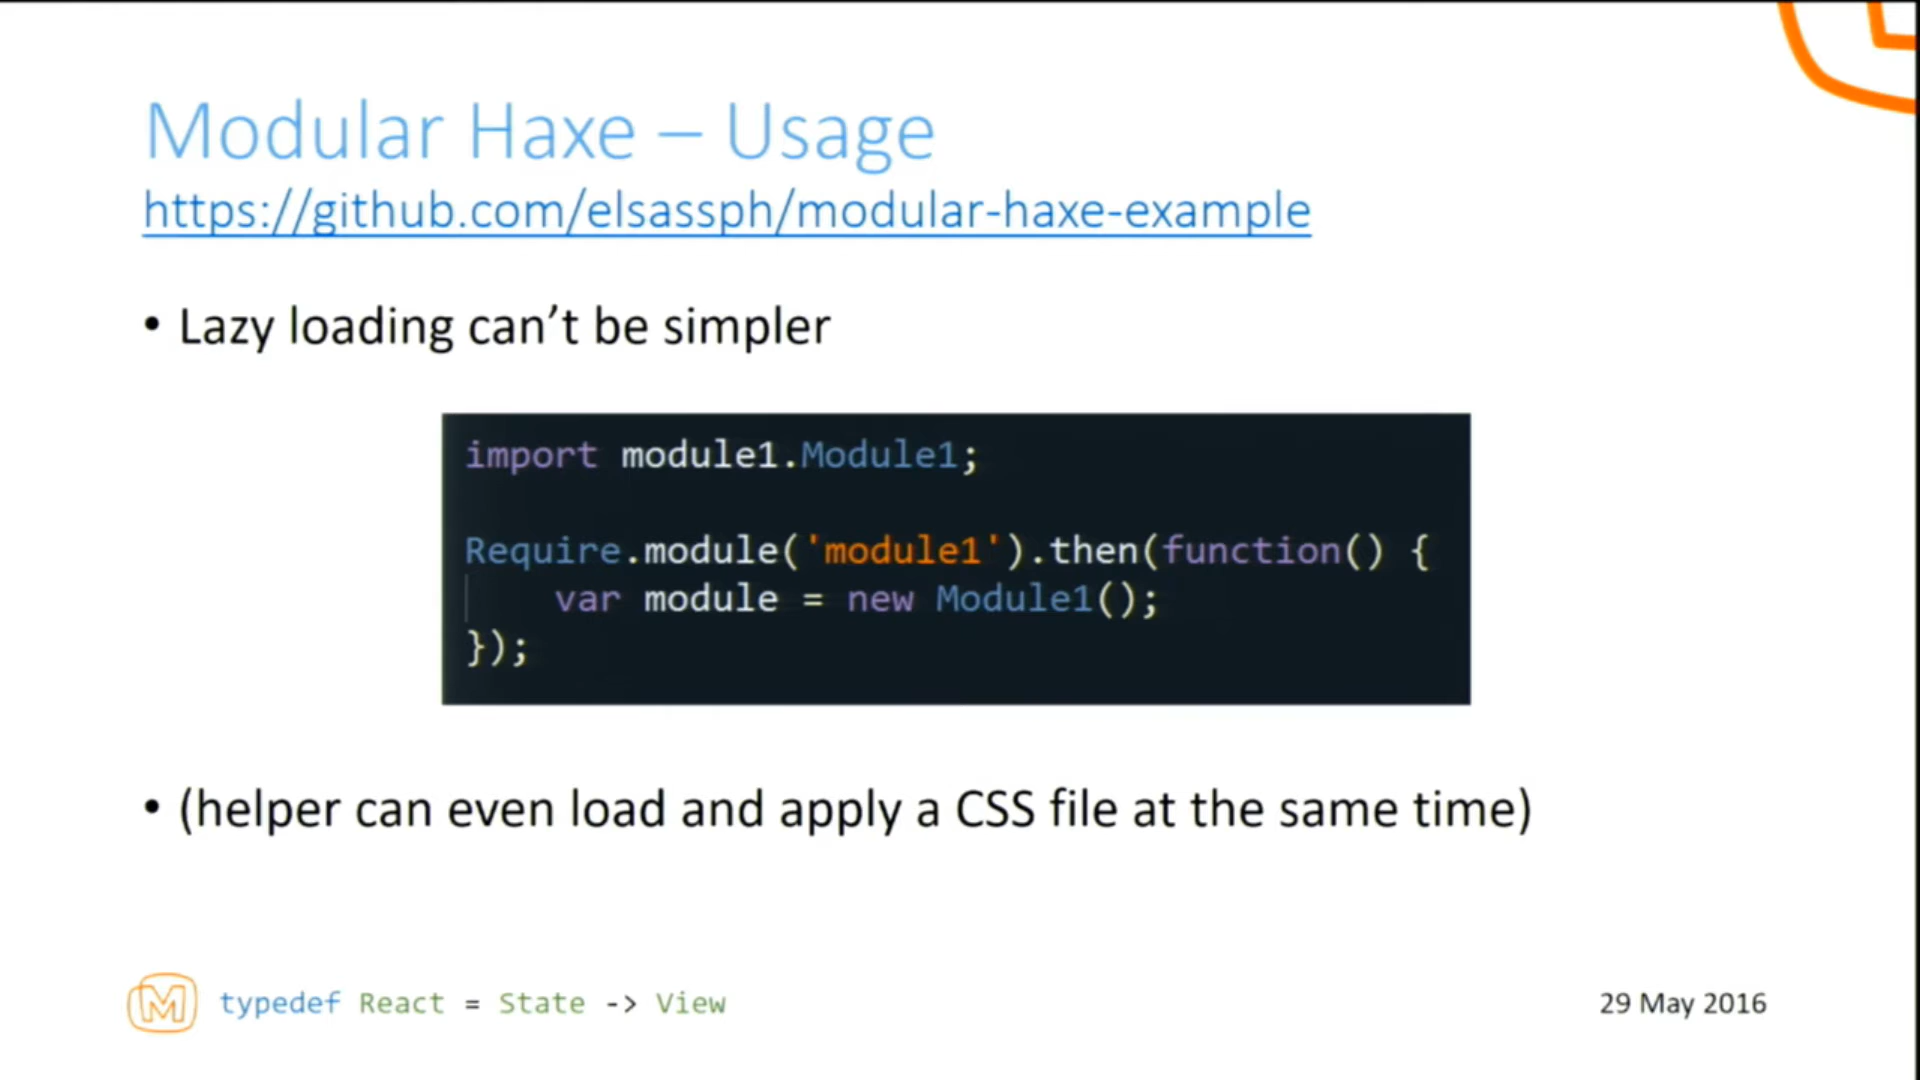 Modular Haxe – Usage
https://github.com/elsassph/modular-haxe-example
• Lazy loading can’t be simpler
import module1.Module1;
Require.module('module1').then(function() {
    var module = new Module1();
});
• (helper can even load and apply a CSS file at the same time)
M typedef React = State -> View
29 May 2016